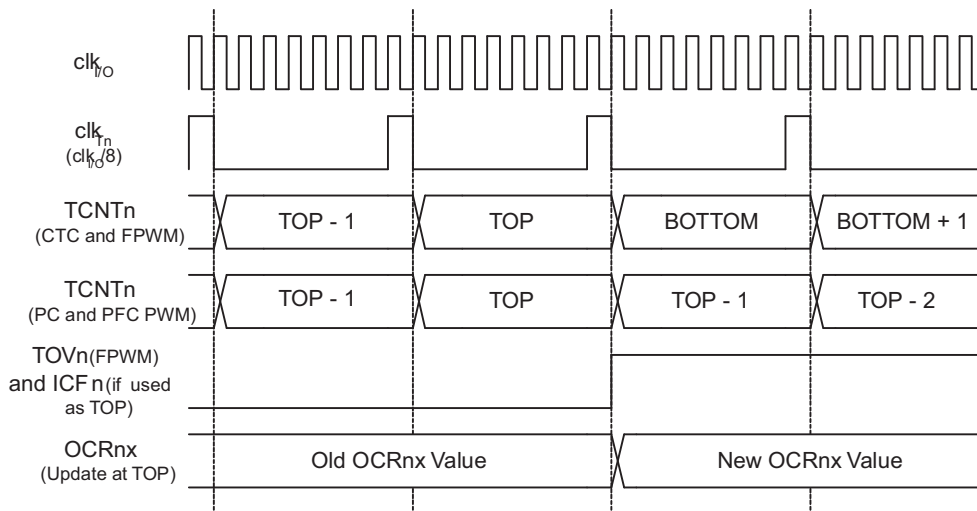 clkI/O
clkTn
(clkI/O/8)
TCNTn
(CTC and FPWM)
TOP - 1
TOP
BOTTOM
BOTTOM + 1
TCNTn
(PC and PFC PWM)
TOP - 1
TOP
TOP - 1
TOP - 2
TOVn(FPWM)
and ICF n(if used
as TOP)
OCRnx
(Update at TOP)
Old OCRnx Value
New OCRnx Value